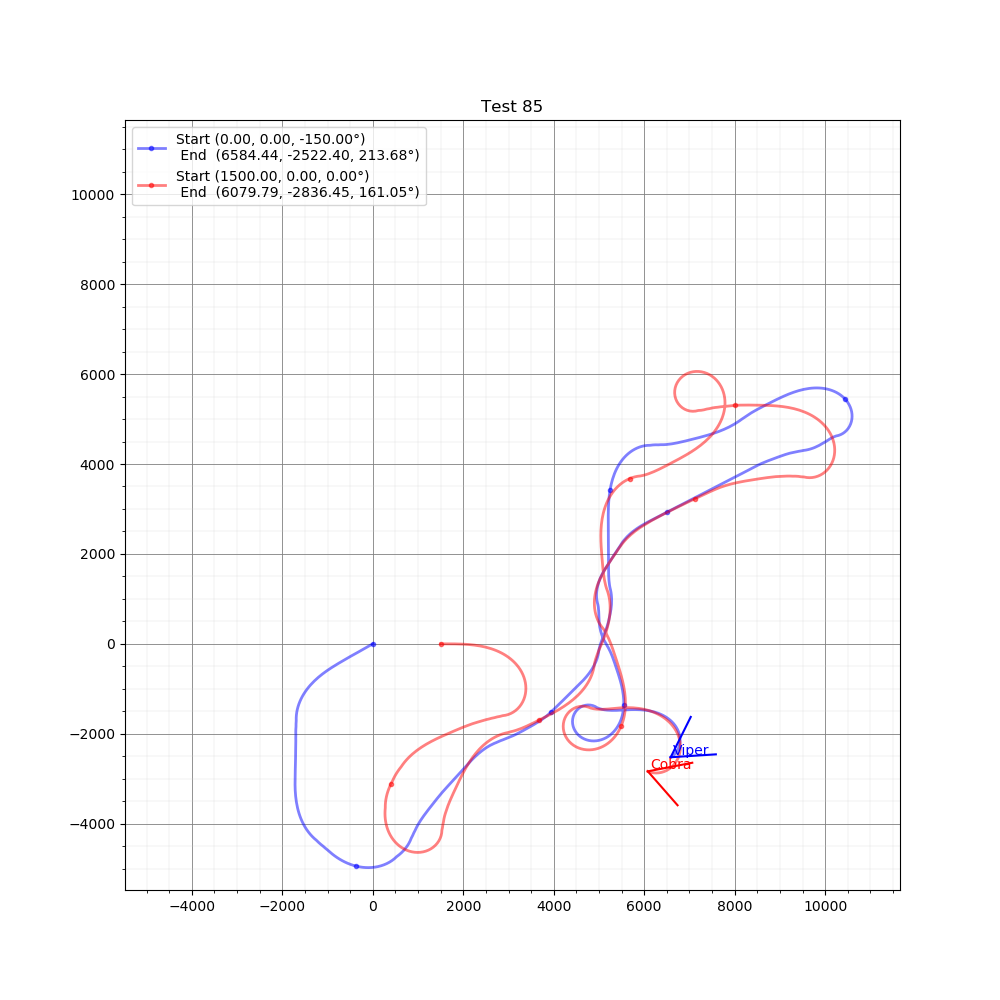 Test 85
Start (0.00, 0.00, -150.00°)
End (6584.44, -2522.40, 213.68°)
Start (1500.00, 0.00, 0.00°)
End (6079.79, -2836.45, 161.05°)
10000
8000
6000
4000
2000
0
−2000
−4000
Viper
Cobra
−4000 −2000 0 2000 4000 6000 8000 10000